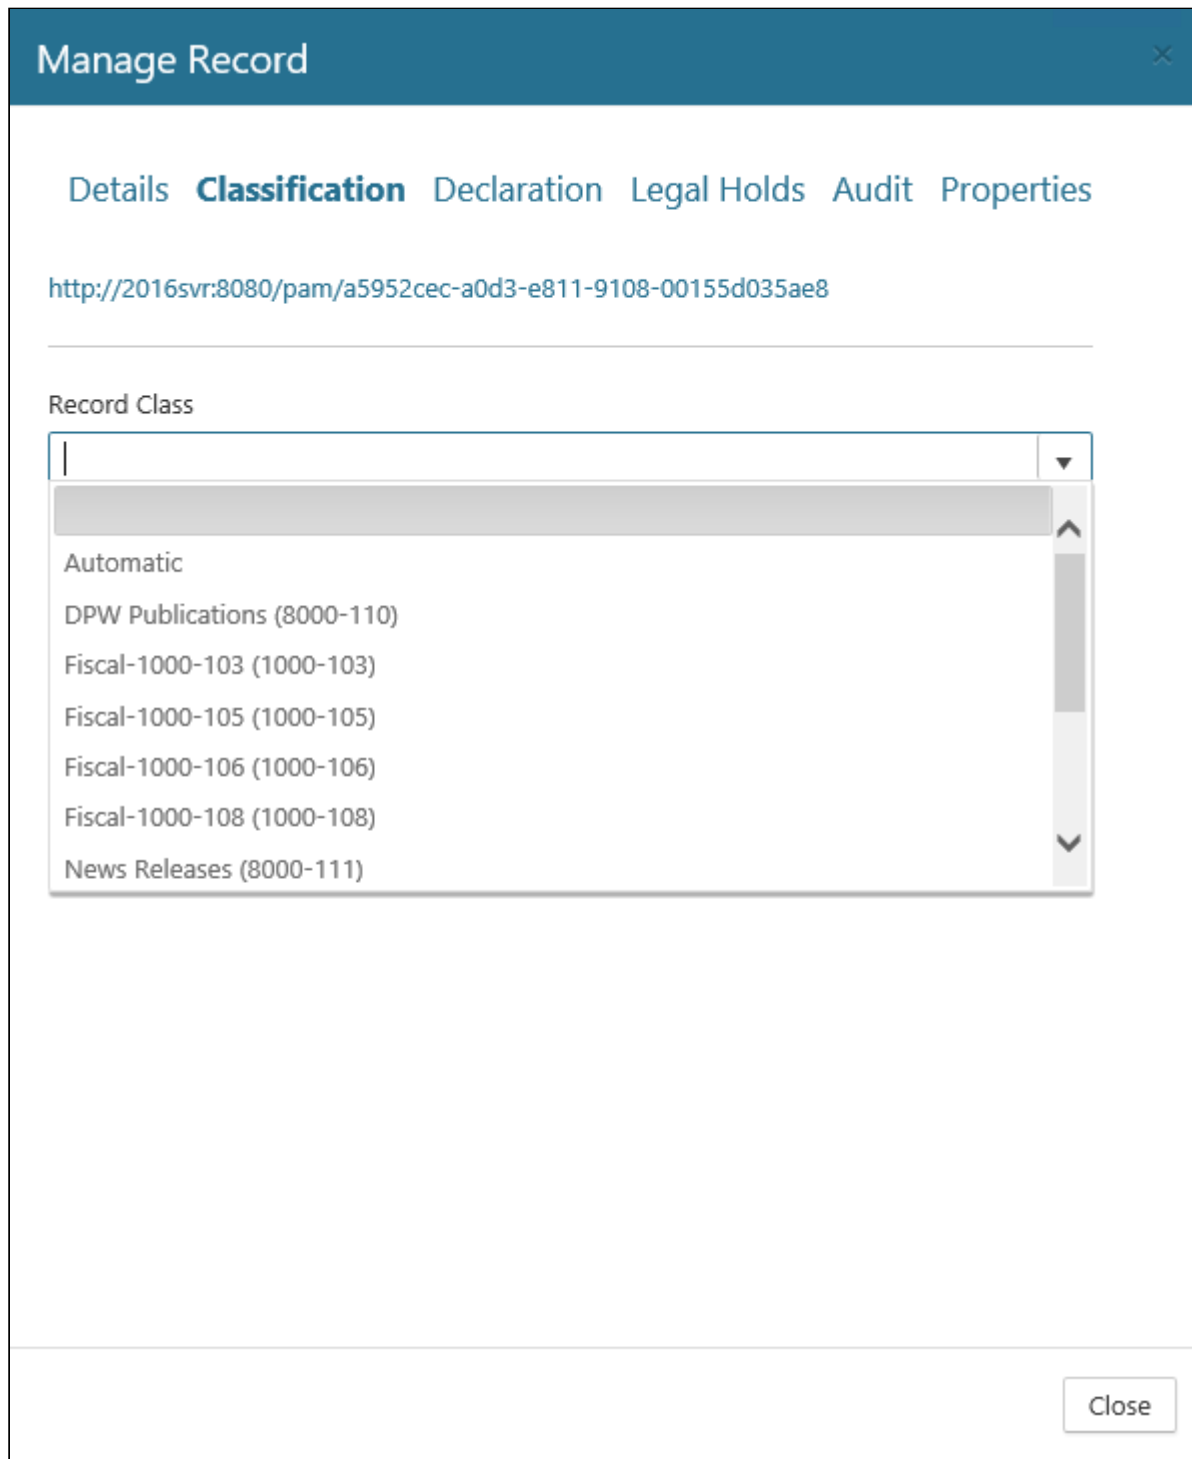 Manage Record
Details Classification Declaration Legal Holds Audit Properties
http://2016svr:8080/pam/a5952cec-a0d3-e811-9108-00155d035ae8
Record Class
Automatic
DPW Publications (8000-110)
Fiscal-1000-103 (1000-103)
Fiscal-1000-105 (1000-105)
Fiscal-1000-106 (1000-106)
Fiscal-1000-108 (1000-108)
News Releases (8000-111)
Close